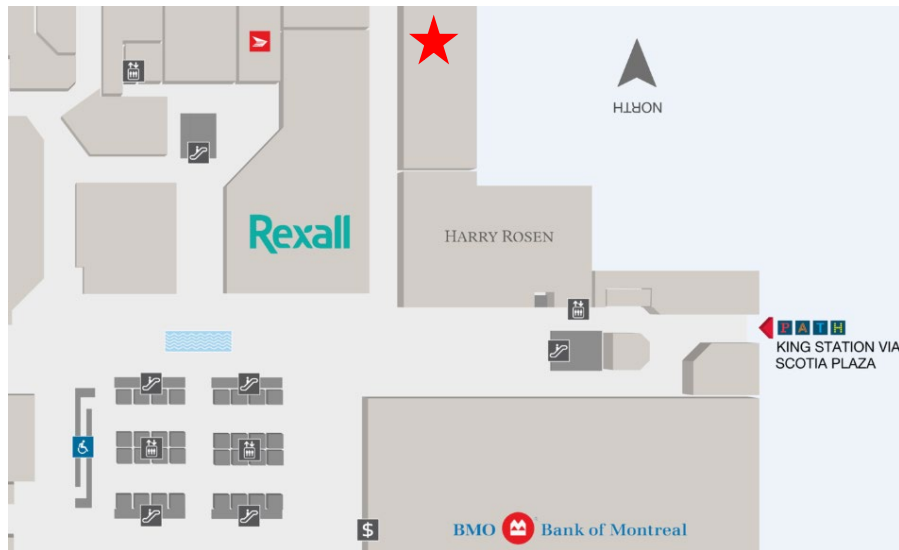 NORTH
Rexall
HARRY ROSEN
PATH
KING STATION VIA
SCOTIA PLAZA
$
BMO Bank of Montreal